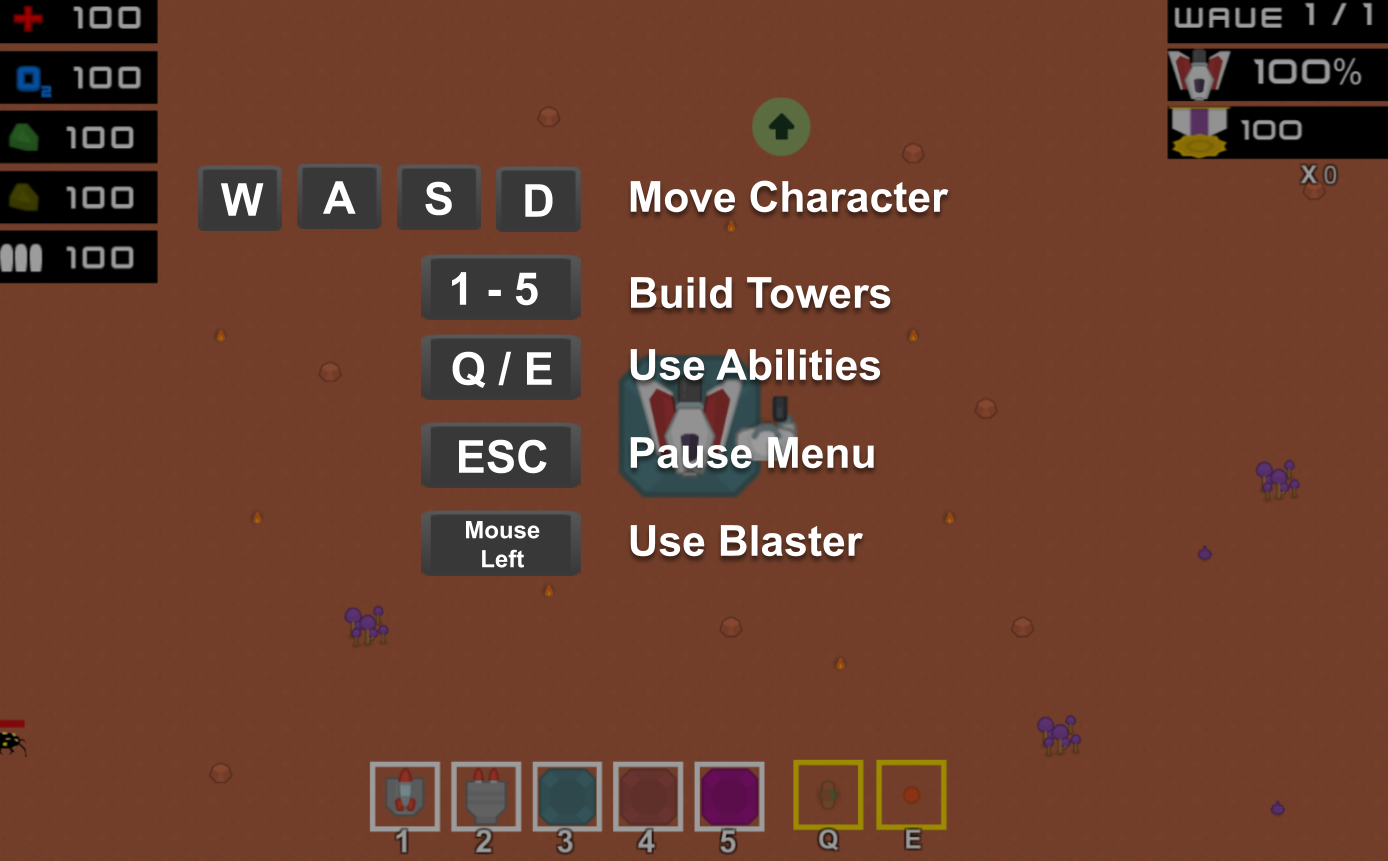 100
O2 100
100
100
100
WAVE 1 / 1
100%
100
X 0
W A S D Move Character
1 - 5 Build Towers
Q / E Use Abilities
ESC Pause Menu
Mouse
Left
Use Blaster
1 2 3 4 5 Q E